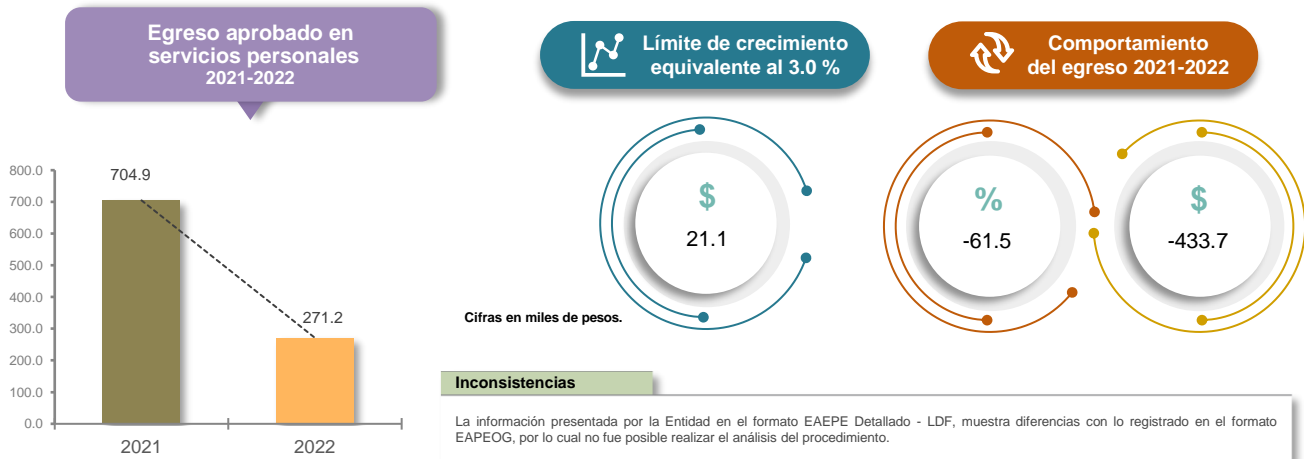 Egreso aprobado en
servicios personales
2021-2022
Límite de crecimiento
equivalente al 3.0 %
Comportamiento
del egreso 2021-2022
800.0
700.0
600.0
500.0
400.0
300.0
200.0
100.0
0.0
704.9
271.2
2021
2022
$
21.1
%
-61.5
$
-433.7
Cifras en miles de pesos.
Inconsistencias
La información presentada por la Entidad en el formato EAEPE Detallado - LDF, muestra diferencias con lo registrado en el formato
EAPEOG, por lo cual no fue posible realizar el análisis del procedimiento.